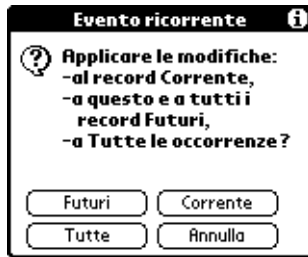 Evento ricorrente
Applicare le modifiche:
-al record Corrente,
-a questo e a tutti i
record Futuri,
-a Tutte le occorrenze?
Futuri Corrente
Tutte Annulla